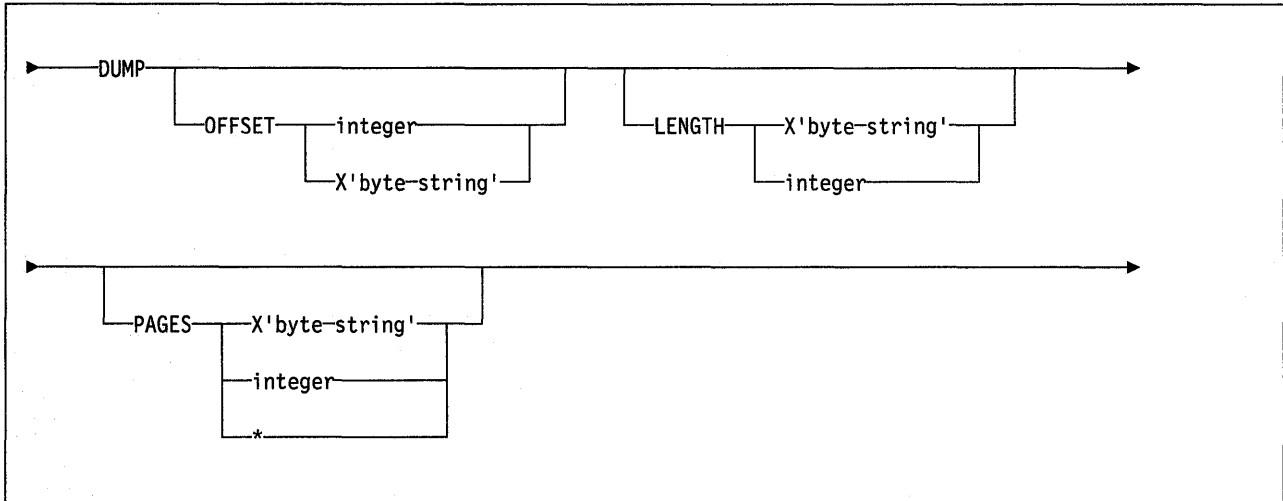 DUMP
OFFSET integer LENGTH X'byte-string'
X'byte-string' integer
PAGES X'byte-string'
integer
*